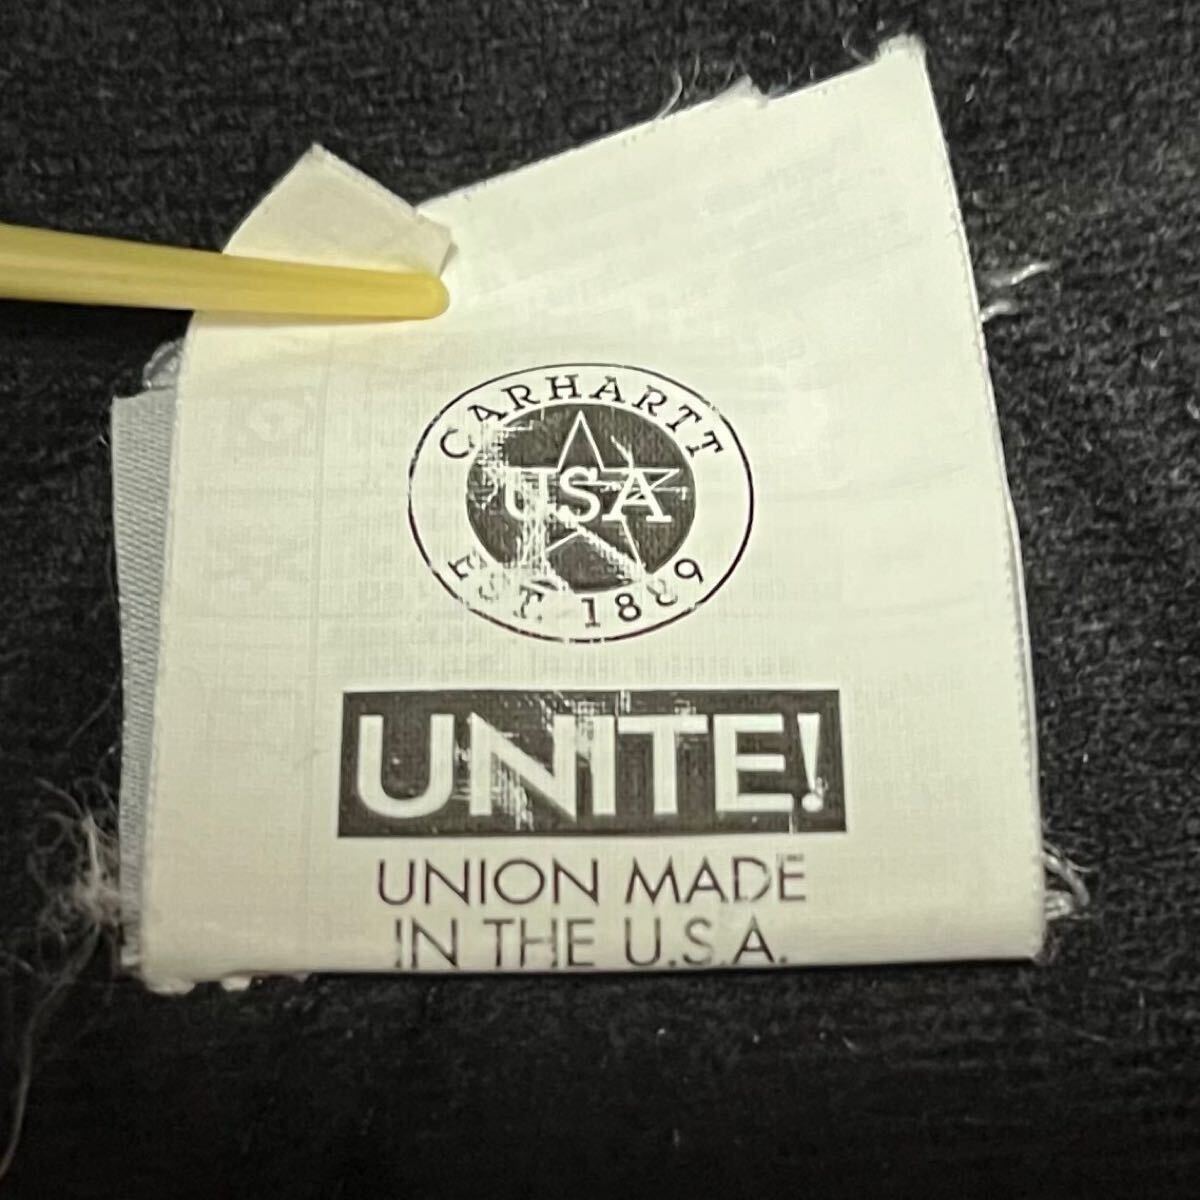 CARHARTT
USA
EST. 1889
UNITE!
UNION MADE
IN THE U.S.A.